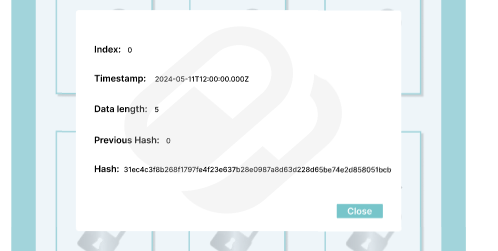 Index: 0
Timestamp: 2024-05-11T12:00:00.000Z
Data length: 5
Previous Hash: 0
Hash: 31ec4c3f8b268f1797fe4f23e637b28e0987a8d63d228d65be74e2d858051bcb
Close